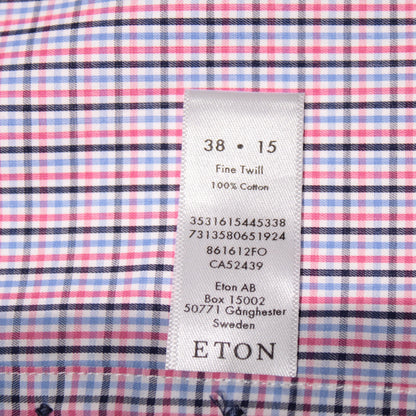 38 • 15
Fine Twill
100% Cotton
3531615445338
7313580651924
861612FO
CA52439
Eton AB
Box 15002
50771 Gånghester
Sweden
ETON